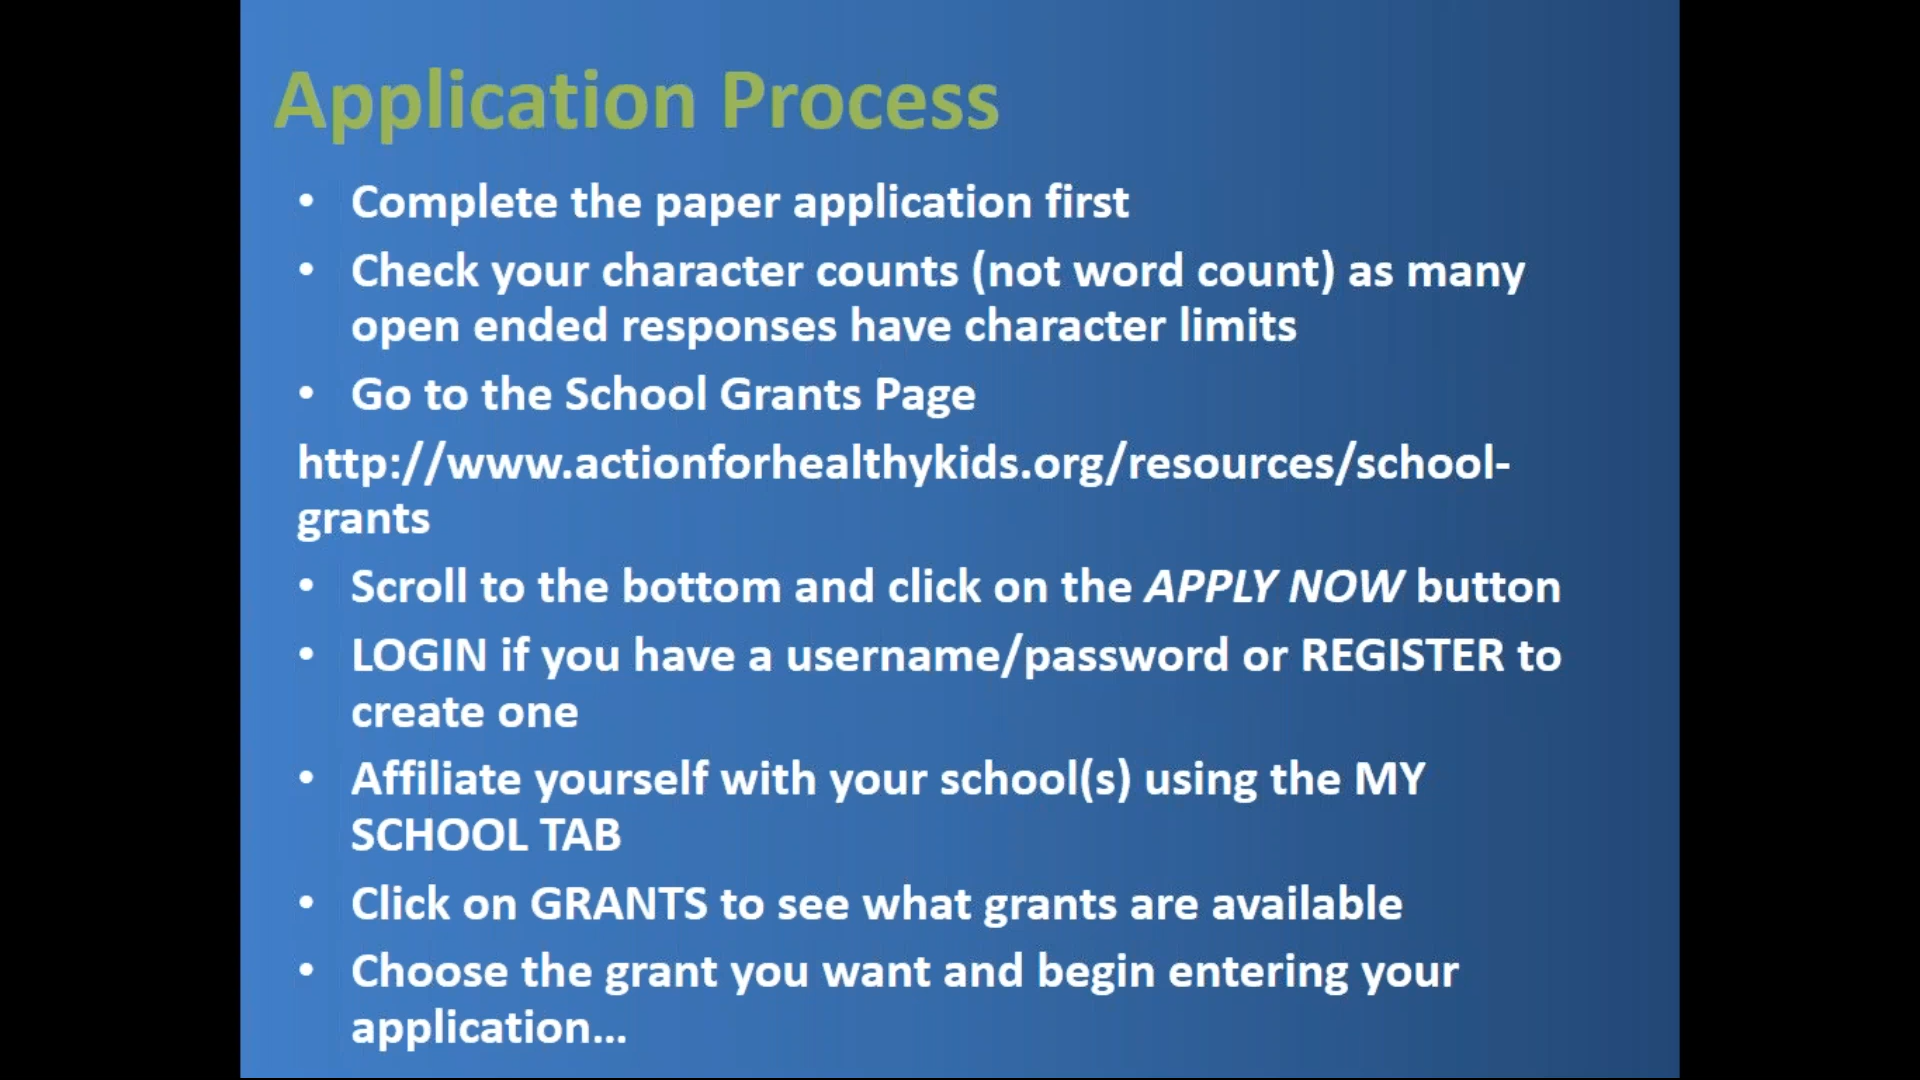 Application Process
• Complete the paper application first
• Check your character counts (not word count) as many
open ended responses have character limits
• Go to the School Grants Page
http://www.actionforhealthykids.org/resources/school-
grants
• Scroll to the bottom and click on the APPLY NOW button
• LOGIN if you have a username/password or REGISTER to
create one
• Affiliate yourself with your school(s) using the MY
SCHOOL TAB
• Click on GRANTS to see what grants are available
• Choose the grant you want and begin entering your
application…